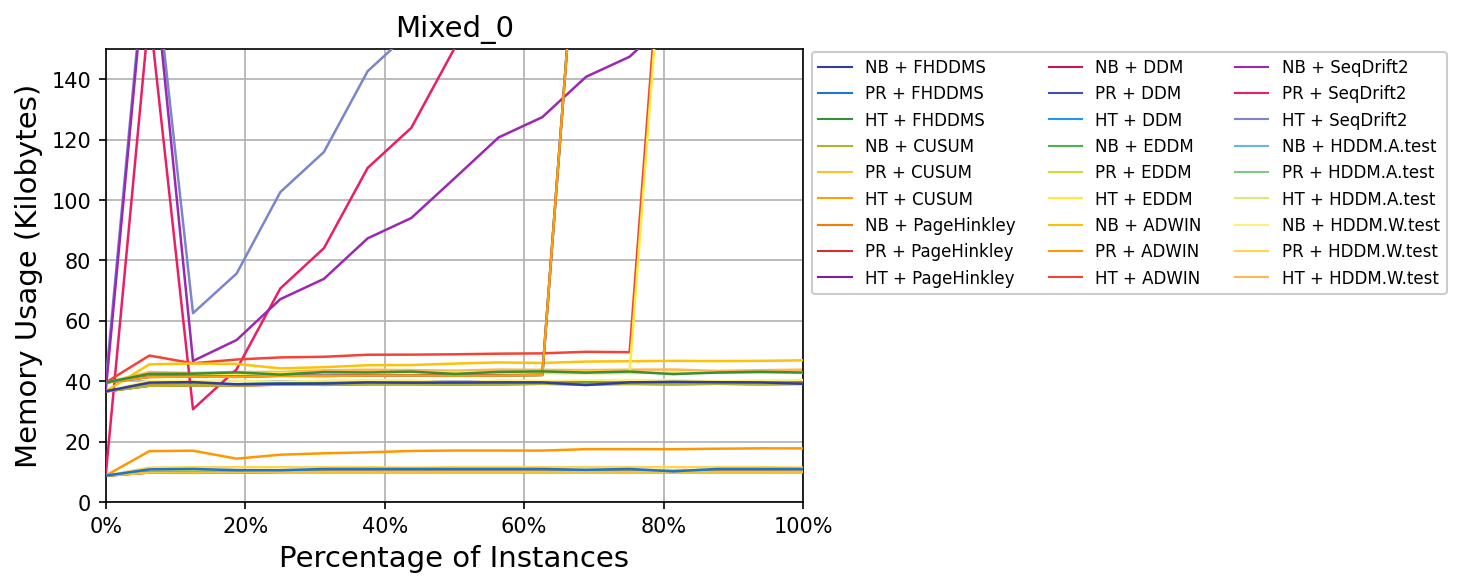 Mixed_0
Memory Usage (Kilobytes)
140
120
100
80
60
40
20
0
0%
20%
40%
60%
80%
100%
Percentage of Instances
NB + FHDDMS
PR + FHDDMS
HT + FHDDMS
NB + CUSUM
PR + CUSUM
HT + CUSUM
NB + PageHinkley
PR + PageHinkley
HT + PageHinkley
NB + DDM
PR + DDM
HT + DDM
NB + EDDM
PR + EDDM
HT + EDDM
NB + ADWIN
PR + ADWIN
HT + ADWIN
NB + SeqDrift2
PR + SeqDrift2
HT + SeqDrift2
NB + HDDM.A.test
PR + HDDM.A.test
HT + HDDM.A.test
NB + HDDM.W.test
PR + HDDM.W.test
HT + HDDM.W.test